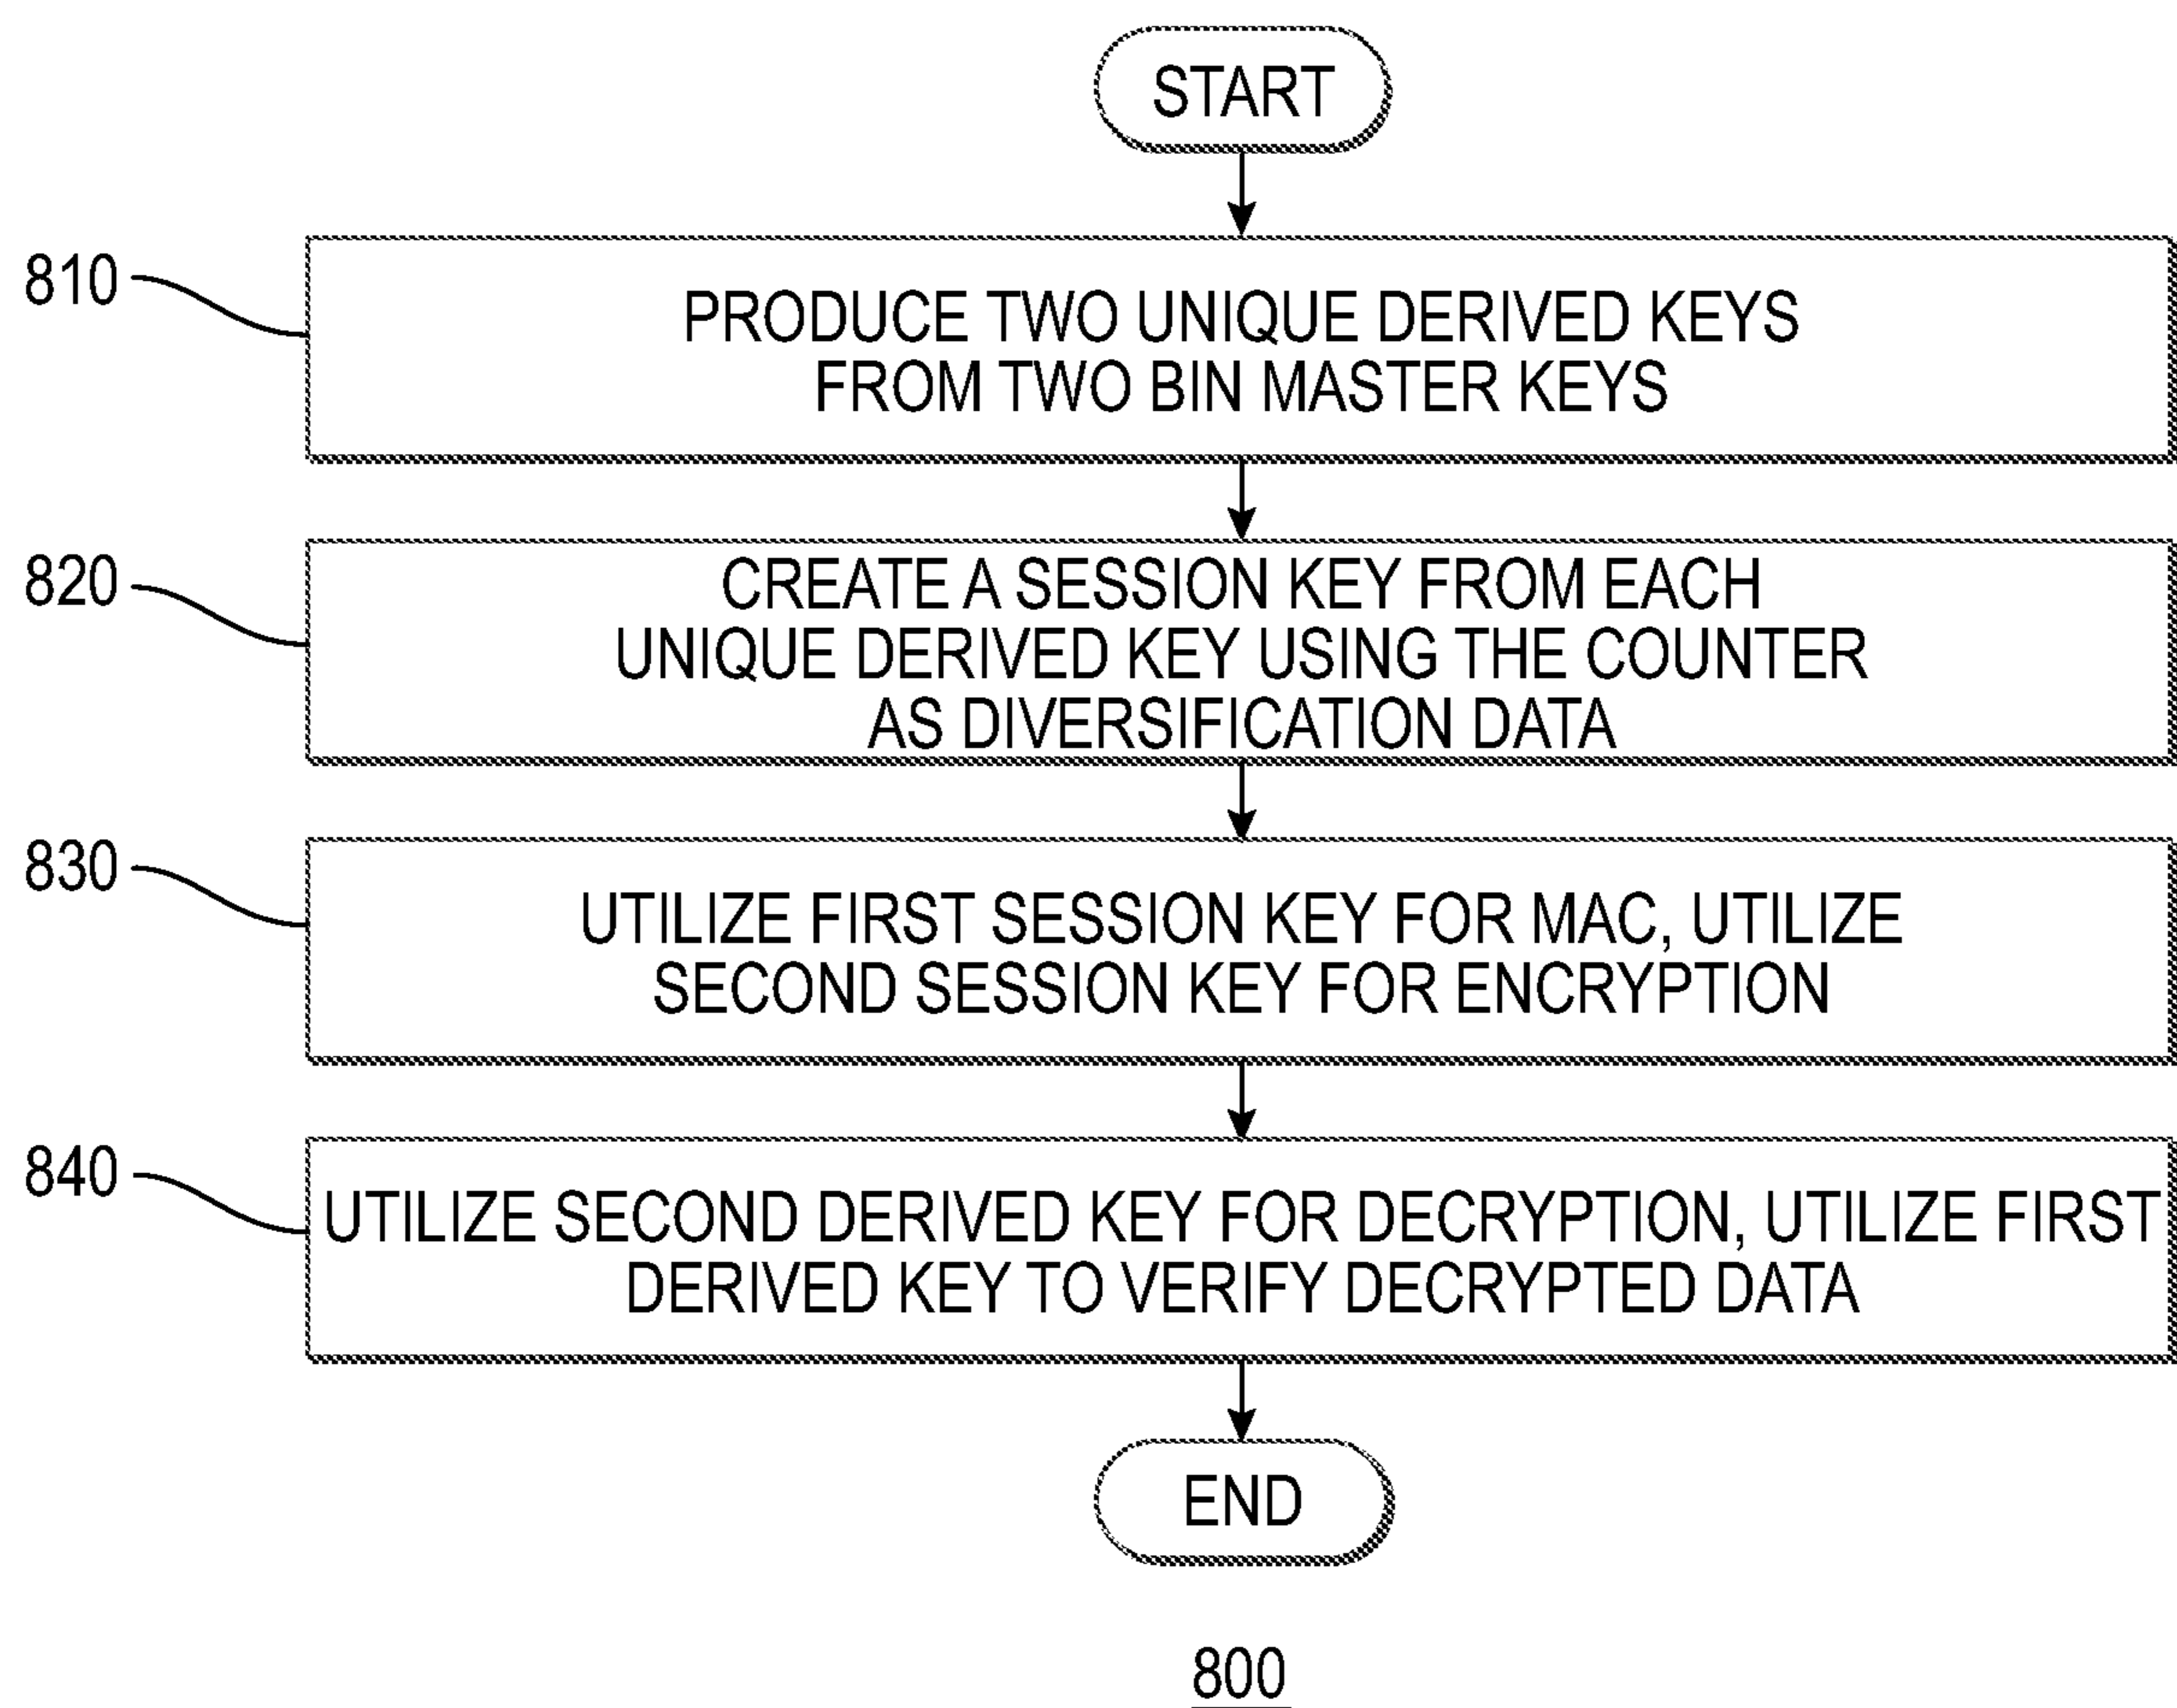 START
810
PRODUCE TWO UNIQUE DERIVED KEYS
FROM TWO BIN MASTER KEYS
820
CREATE A SESSION KEY FROM EACH
UNIQUE DERIVED KEY USING THE COUNTER
AS DIVERSIFICATION DATA
830
UTILIZE FIRST SESSION KEY FOR MAC, UTILIZE
SECOND SESSION KEY FOR ENCRYPTION
840
UTILIZE SECOND DERIVED KEY FOR DECRYPTION, UTILIZE FIRST
DERIVED KEY TO VERIFY DECRYPTED DATA
END
800